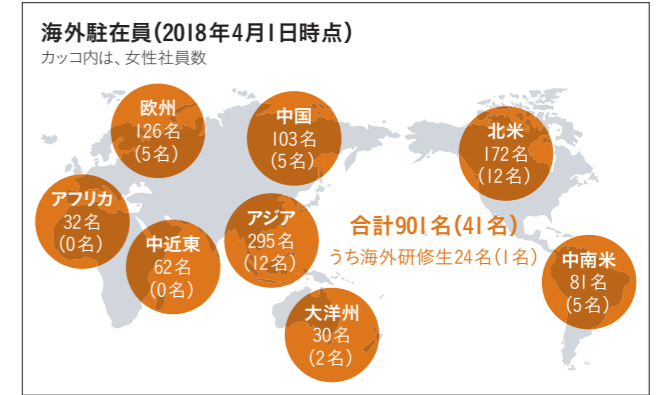 海外駐在員(2018年4月1日時点)
カッコ内は、女性社員数
欧州
126名
(5名)
中国
103名
(5名)
北米
172名
(12名)
アフリカ
32名
(0名)
中近東
62名
(0名)
アジア
295名
(12名)
合計901名(41名)
うち海外研修生24名(1名)
中南米
81名
(5名)
大洋州
30名
(2名)